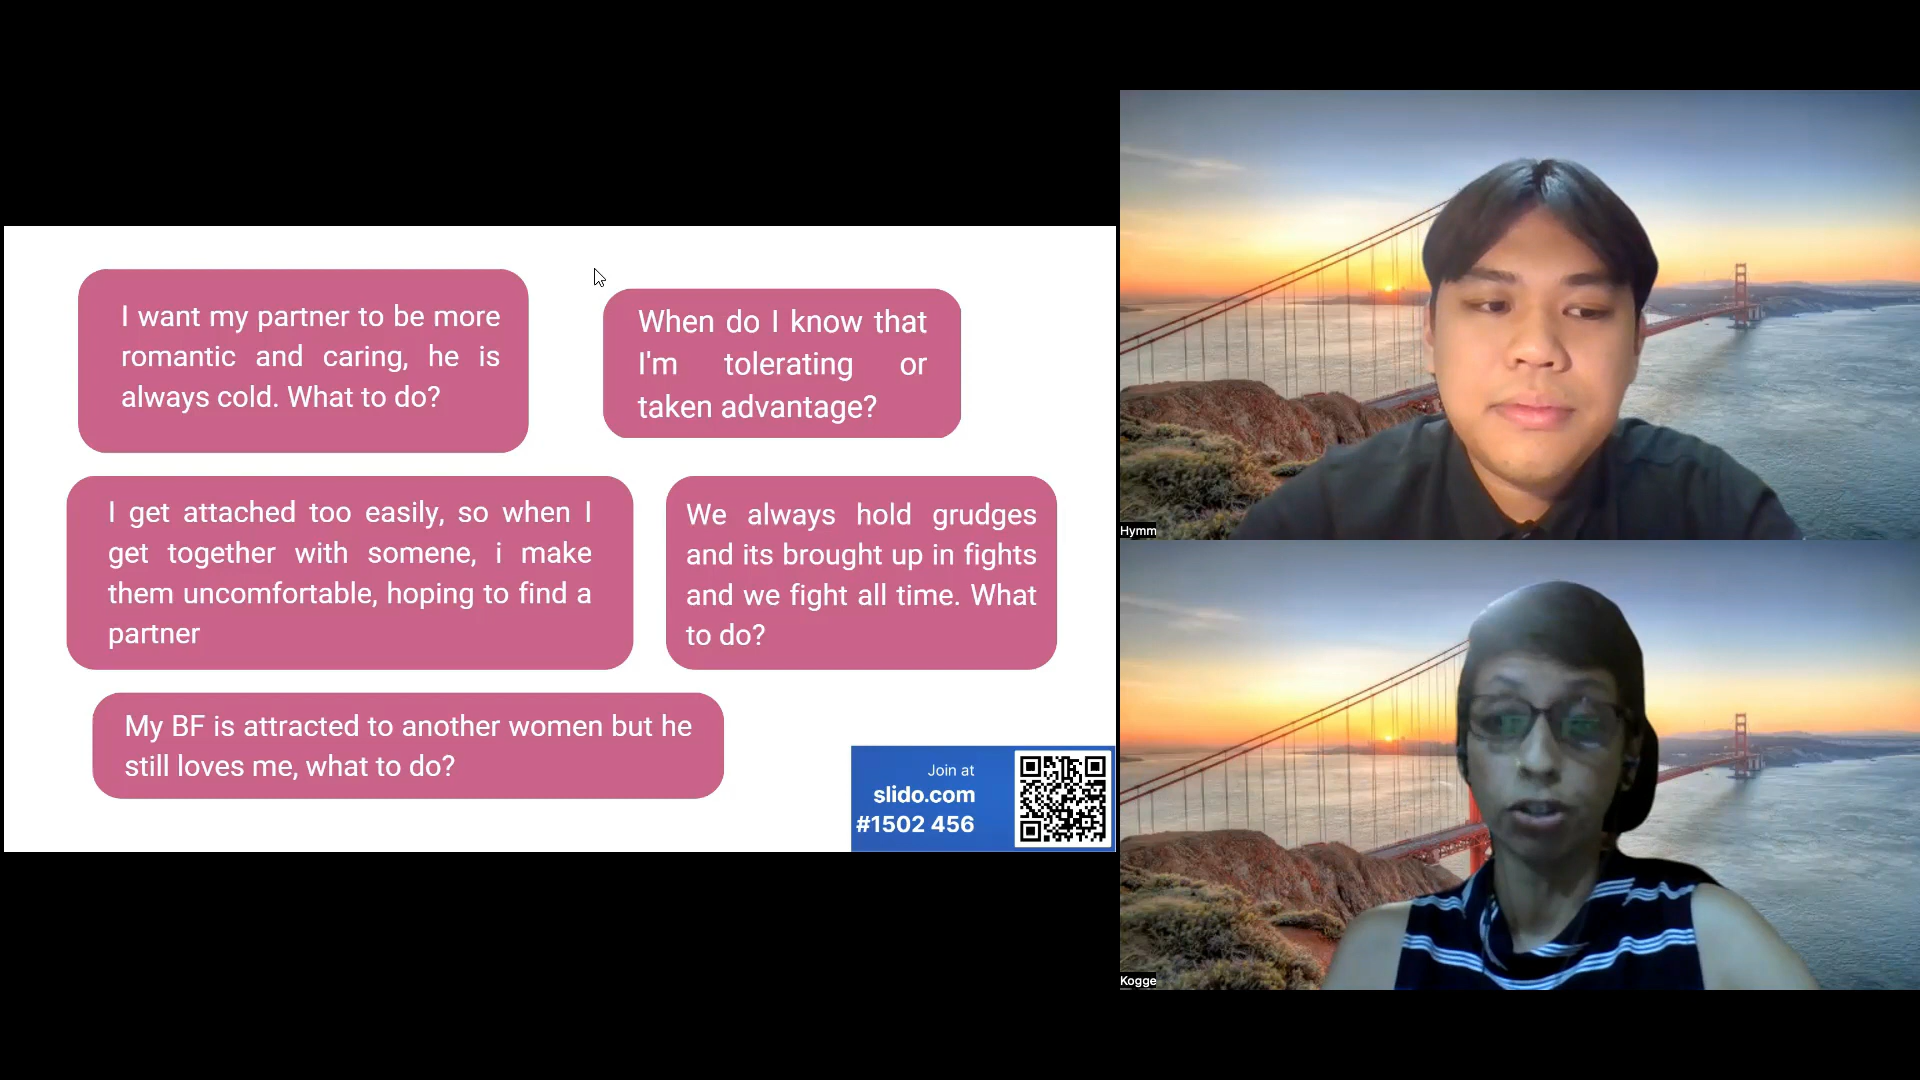 I want my partner to be more
romantic and caring, he is
always cold. What to do?
When do I know that
I'm tolerating or
taken advantage?
I get attached too easily, so when I
get together with somene, i make
them uncomfortable, hoping to find a
partner
We always hold grudges
and its brought up in fights
and we fight all time. What
to do?
My BF is attracted to another women but he
still loves me, what to do?
Join at
slido.com
#1502 456
Hymm
Kogge